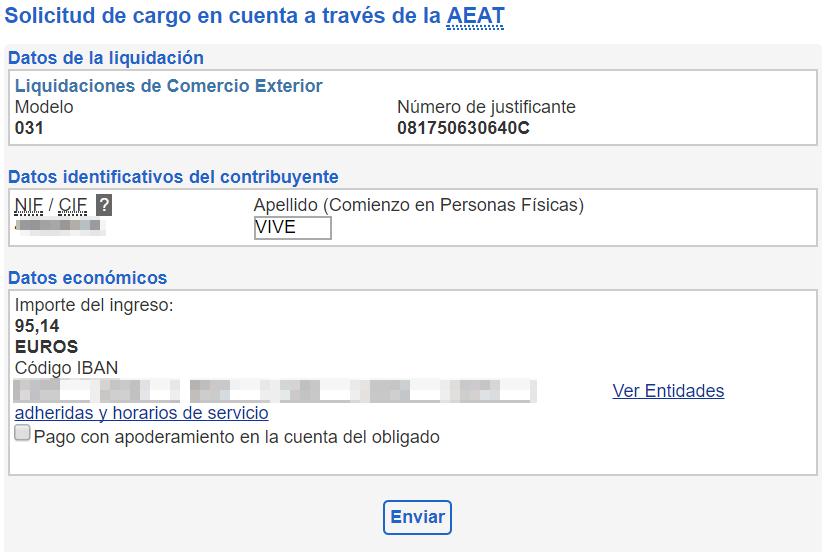 Solicitud de cargo en cuenta a través de la AEAT
Datos de la liquidación
Liquidaciones de Comercio Exterior
Modelo
Número de justificante
031
081750630640C
Datos identificativos del contribuyente
NIF / CIF ?
Apellido (Comienzo en Personas Físicas)
VIVE
Datos económicos
Importe del ingreso:
95,14
EUROS
Código IBAN
Ver Entidades
adheridas y horarios de servicio
Pago con apoderamiento en la cuenta del obligado
Enviar